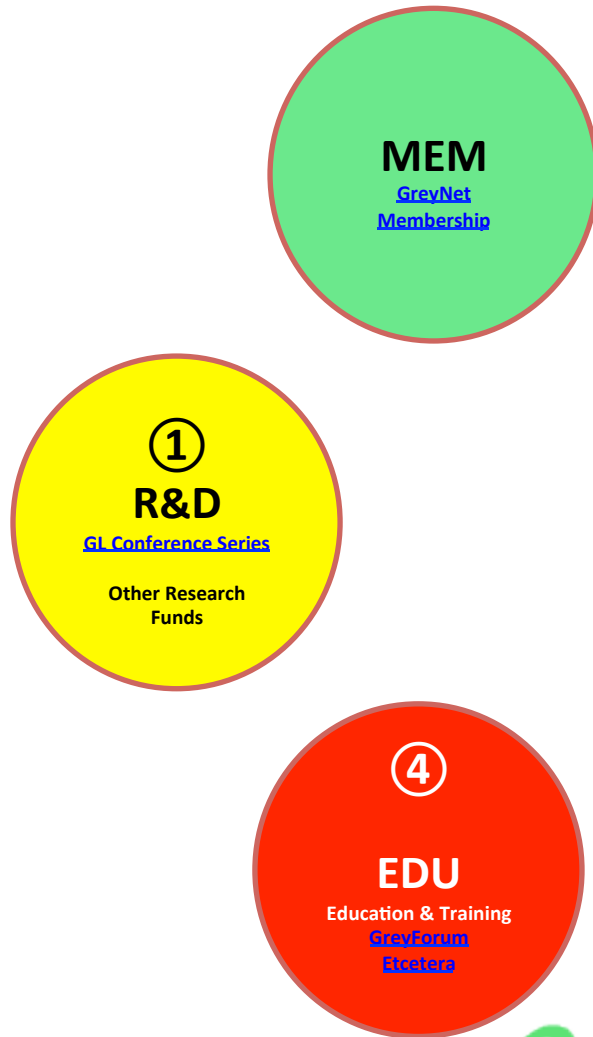 MEM
GreyNet
Membership
①
R&D
GL Conference Series
Other Research
Funds
④
EDU
Education & Training
GreyForum
Etcetera